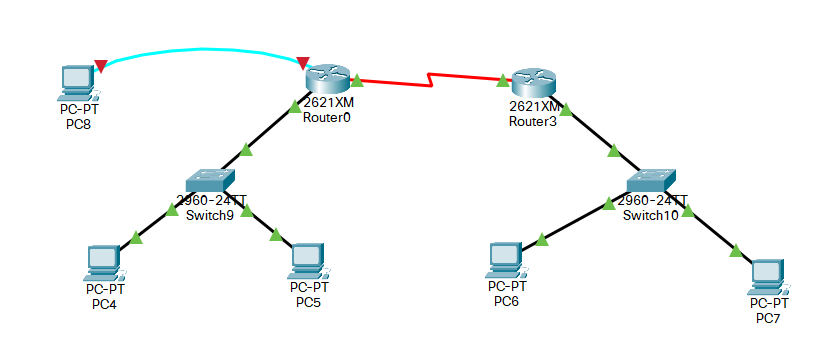 PC-PT
PC8
2621XM
Router0
2621XM
Router3
2960-24TT
Switch9
2960-24TT
Switch10
PC-PT
PC4
PC-PT
PC5
PC-PT
PC6
PC-PT
PC7